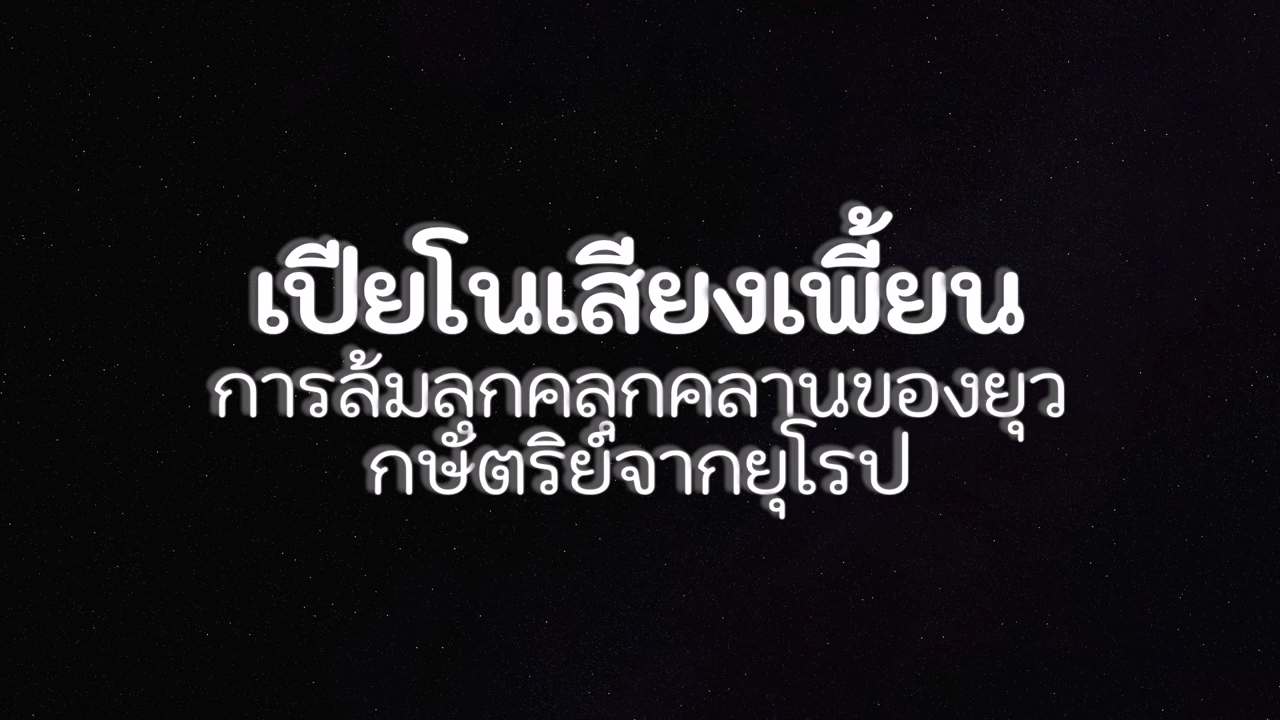 เปียโนเสียงเพี้ยน
การล้มลุกคลุกคลานของยุว
กษัตริย์จากยุโรป